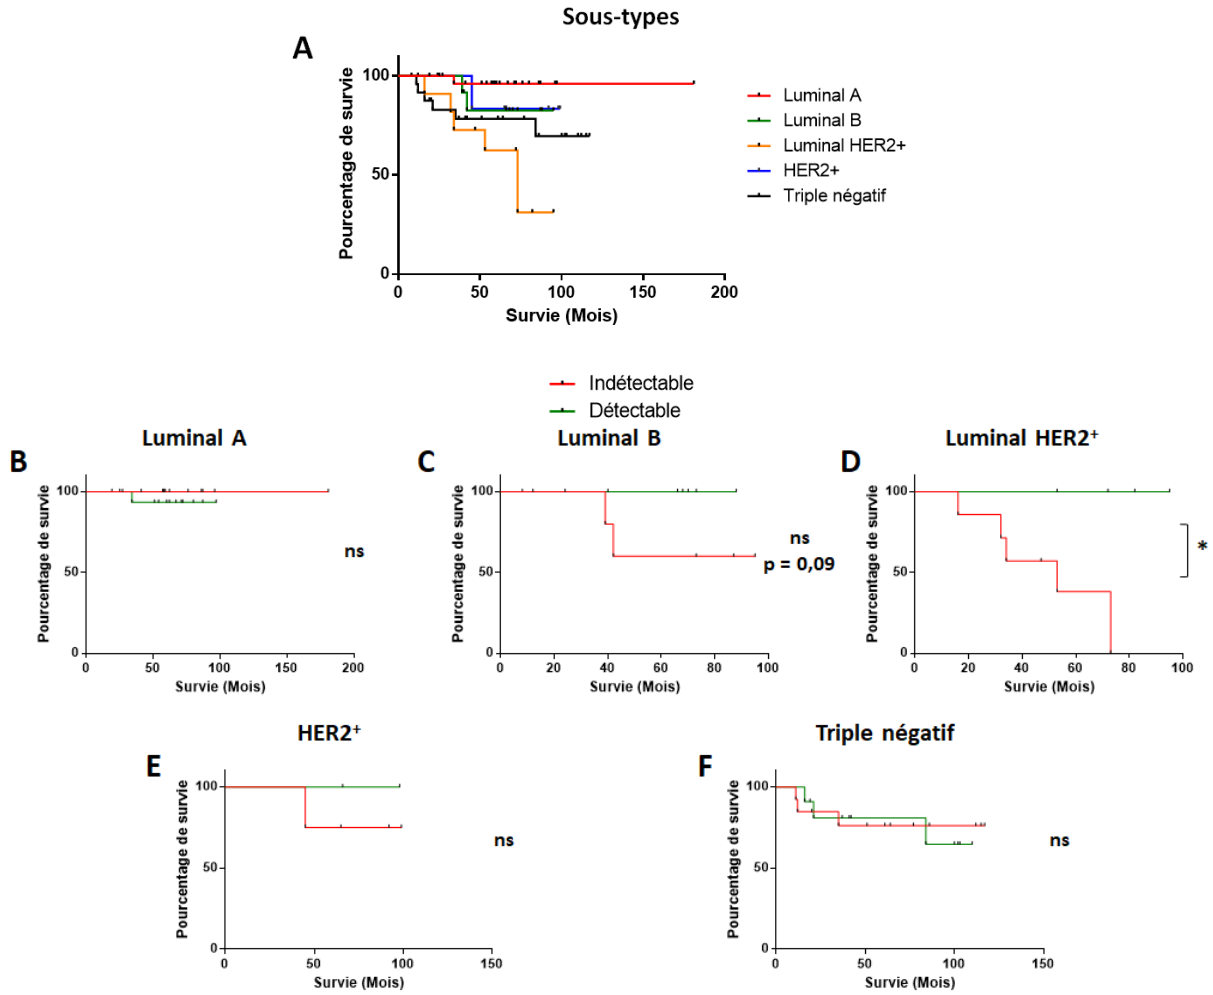 Sous-types
A
Pourcentage de survie
100
50
0
0 50 100 150 200
Survie (Mois)
Luminal A
Luminal B
Luminal HER2+
HER2+
Triple négatif
Indétectable
Détectable
Luminal A
B
Pourcentage de survie
100
50
0
0 50 100 150 200
Survie (Mois)
ns
Luminal B
C
Pourcentage de survie
100
50
0
0 20 40 60 80 100
Survie (Mois)
ns
p = 0,09
Luminal HER2+
D
Pourcentage de survie
100
50
0
0 20 40 60 80 100
Survie (Mois)
*
HER2+
E
Pourcentage de survie
100
50
0
0 50 100 150
Survie (Mois)
ns
Triple négatif
F
Pourcentage de survie
100
50
0
0 50 100 150
Survie (Mois)
ns